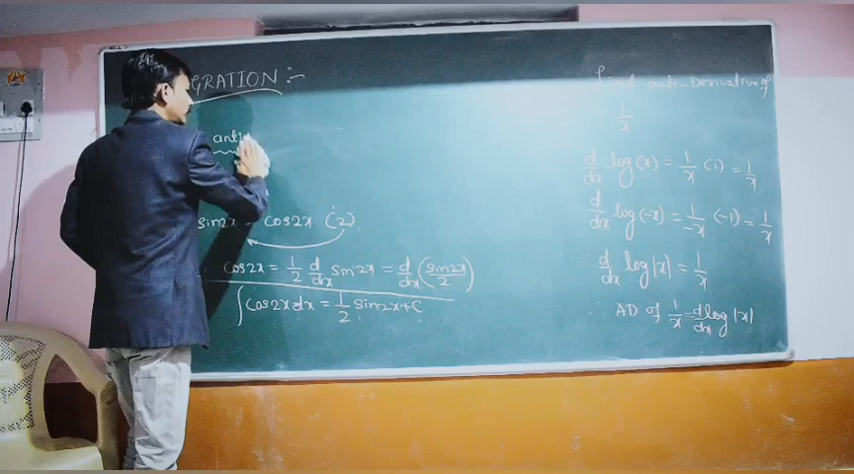 GRATION :-
anti
sin2x = cos2x (2)
cos2x = 1/2 d/dx sin2x = d/dx (sin2x/2)
∫cos2x dx = 1/2 sin2x + C
Find anti-Derivative of
1/x
d/dx log(x) = 1/x (1) = 1/x
d/dx log(-x) = 1/-x (-1) = 1/x
d/dx log|x| = 1/x
∴ AD of 1/x = d/dx log|x|